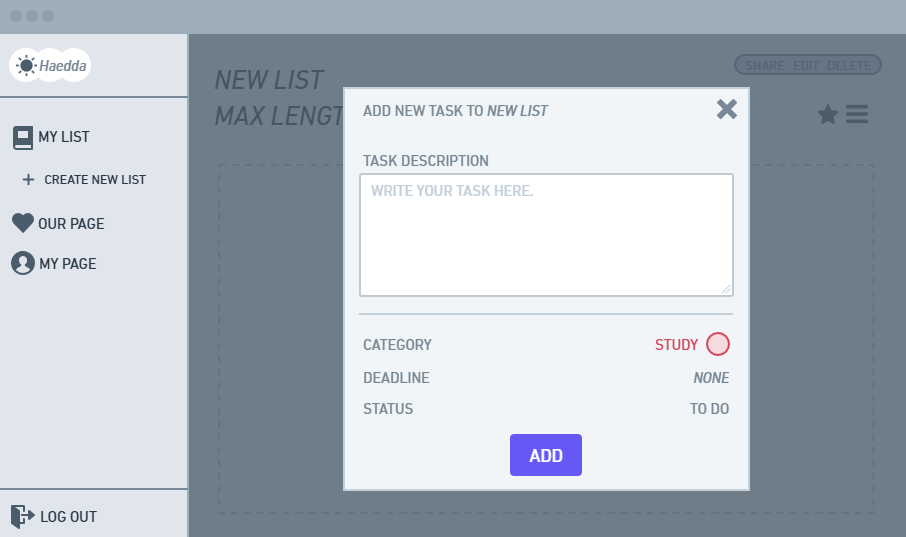 Haedda
MY LIST
CREATE NEW LIST
OUR PAGE
MY PAGE
LOG OUT
NEW LIST
MAX LENGT
SHARE EDIT DELETE
ADD NEW TASK TO NEW LIST
TASK DESCRIPTION
WRITE YOUR TASK HERE.
CATEGORY STUDY
DEADLINE NONE
STATUS TO DO
ADD